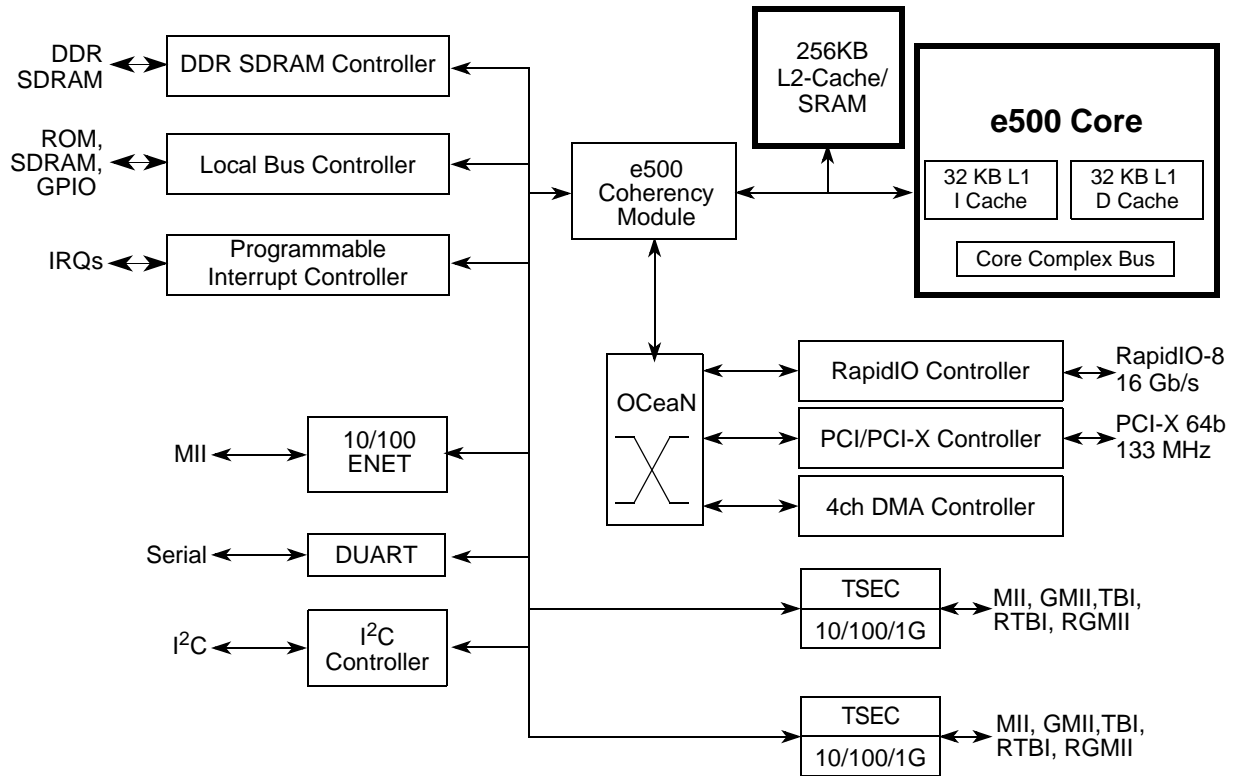 DDR
SDRAM
DDR SDRAM Controller
ROM,
SDRAM,
GPIO
Local Bus Controller
IRQs
Programmable
Interrupt Controller
MII
10/100
ENET
Serial
DUART
I²C
I²C
Controller
e500
Coherency
Module
256KB
L2-Cache/
SRAM
e500 Core
32 KB L1
I Cache
32 KB L1
D Cache
Core Complex Bus
OCeaN
RapidIO Controller
RapidIO-8
16 Gb/s
PCI/PCI-X Controller
PCI-X 64b
133 MHz
4ch DMA Controller
TSEC
10/100/1G
MII, GMII,TBI,
RTBI, RGMII
TSEC
10/100/1G
MII, GMII,TBI,
RTBI, RGMII